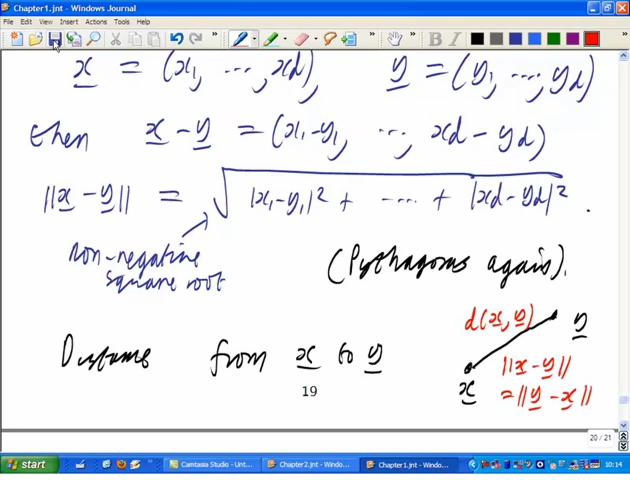 Chapter1.jnt - Windows Journal
File Edit View Insert Actions Tools Help
B I
x = (x1, ..., xd), y = (y1, ..., yd)
then x - y = (x1-y1, ..., xd - yd)
||x - y|| = √|x1-y1|² + .... + |xd-yd|² .
Non-negative
square root
(Pythagoras again).
d(x, y)
y
Distance from x to y
||x - y||
x
= ||y - x||
19
20 / 21
start
Camtasia Studio - Unt...
Chapter2.jnt - Windo...
Chapter1.jnt - Windo...
10:14